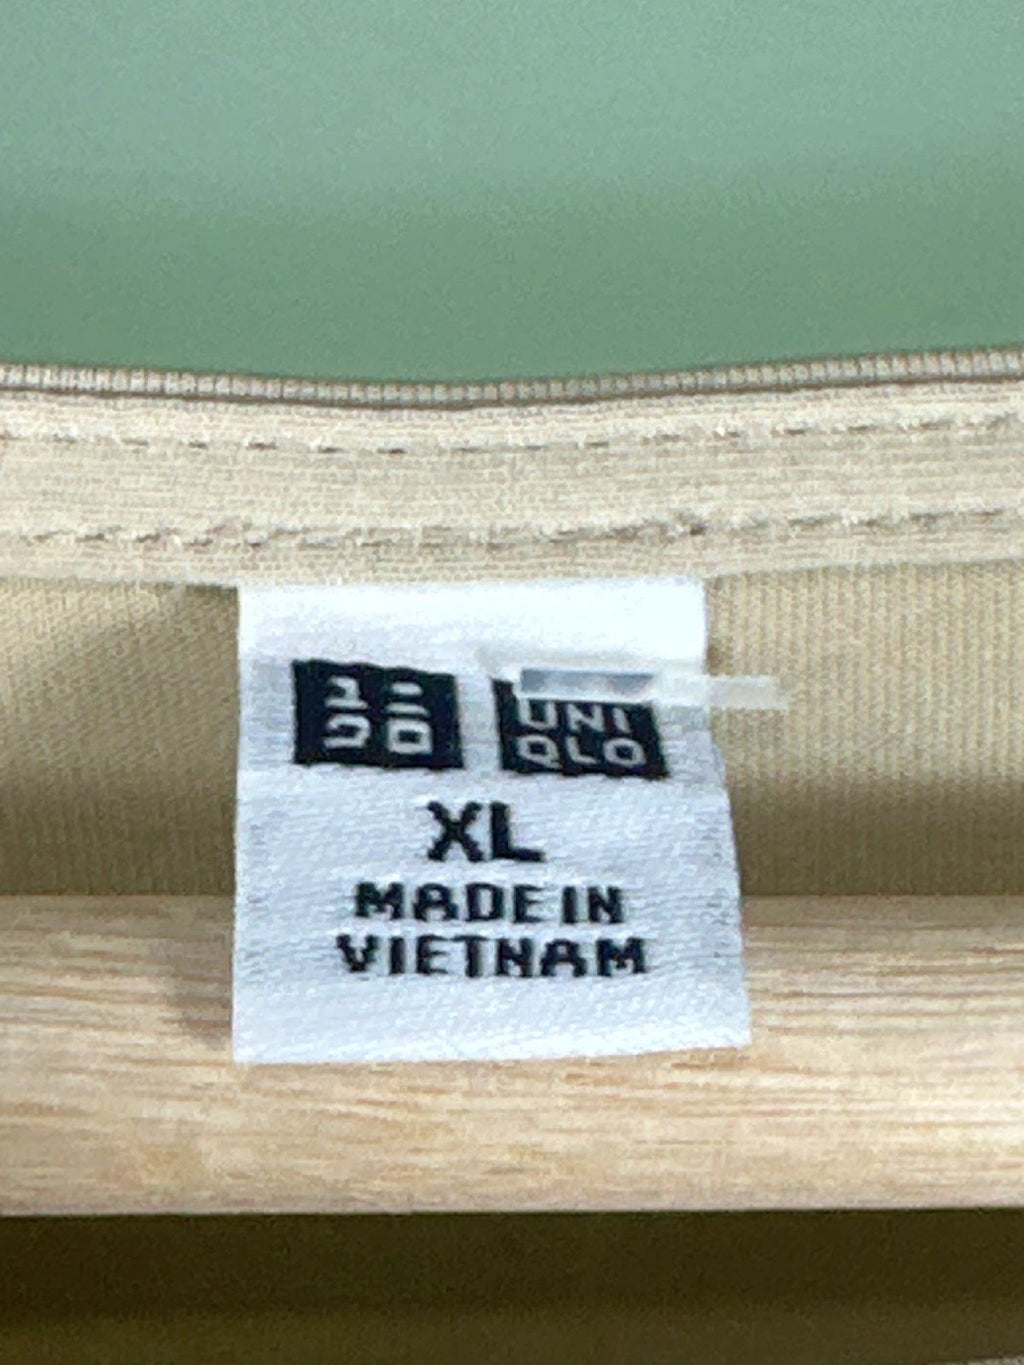 ユニ
クロ
UNI
QLO
XL
MADE IN
VIETNAM